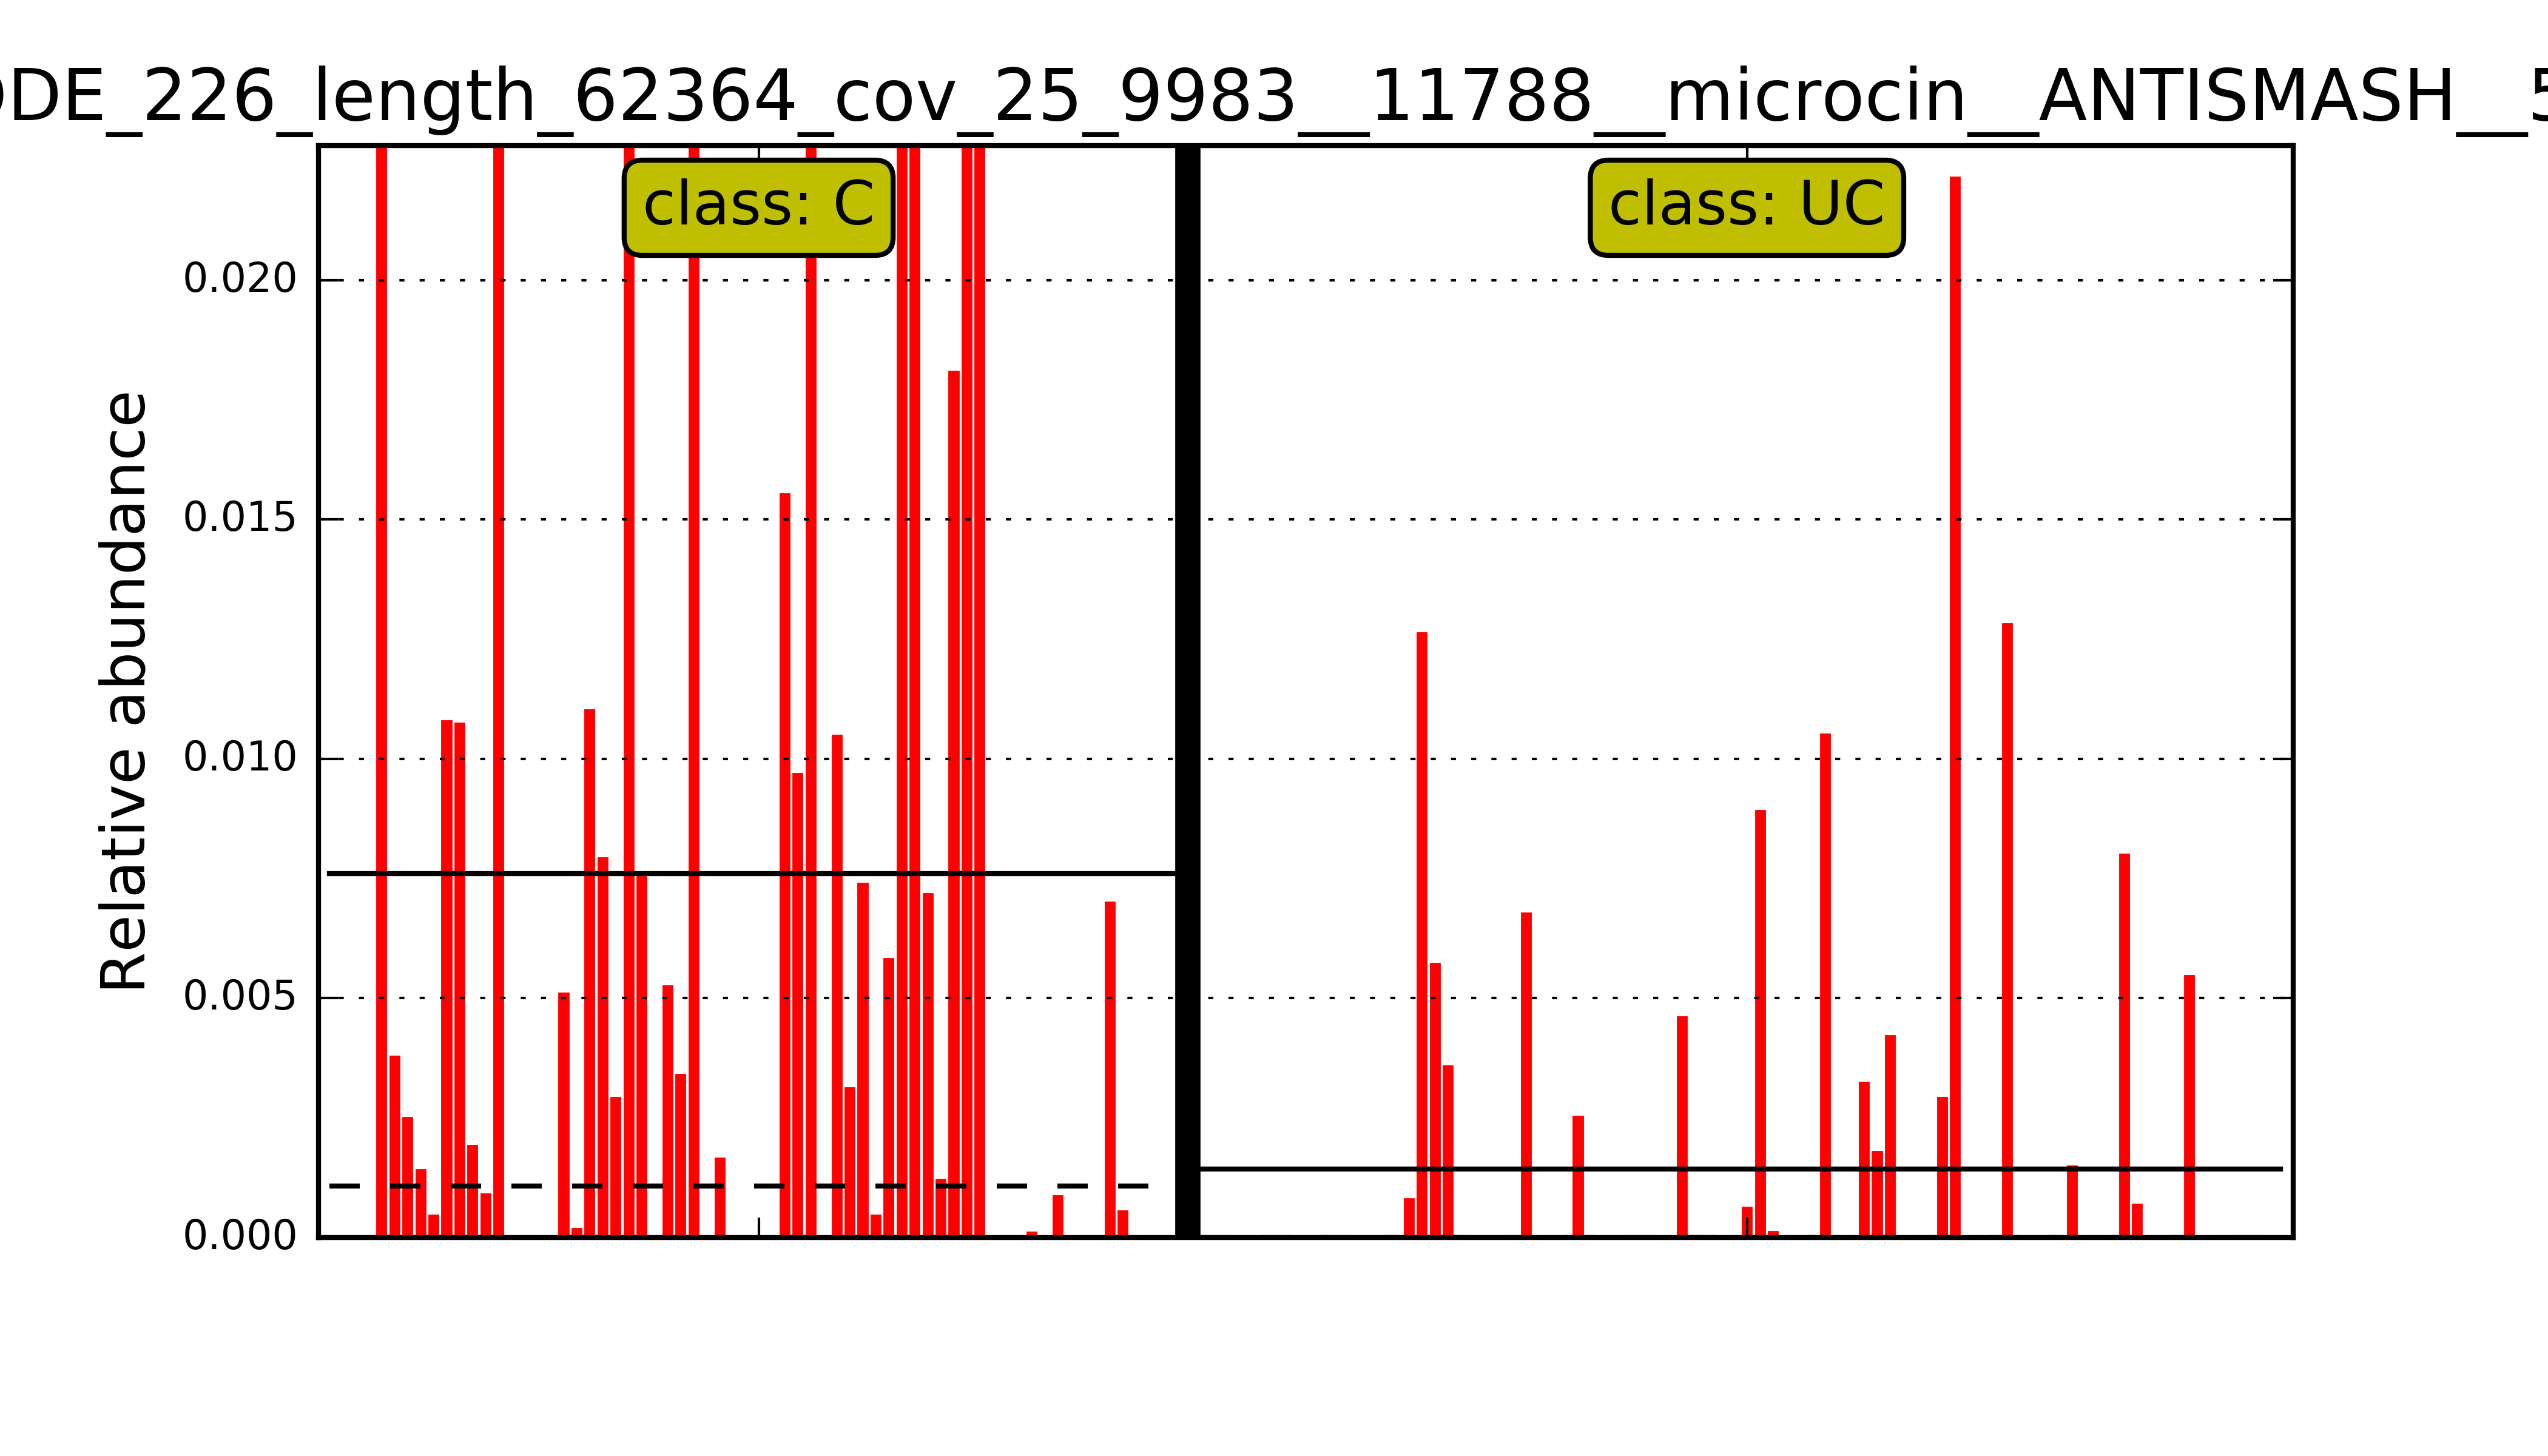 DE_226_length_62364_cov_25_9983__11788__microcin__ANTISMASH__5
class: C
class: UC
0.020
0.015
0.010
0.005
0.000
Relative abundance